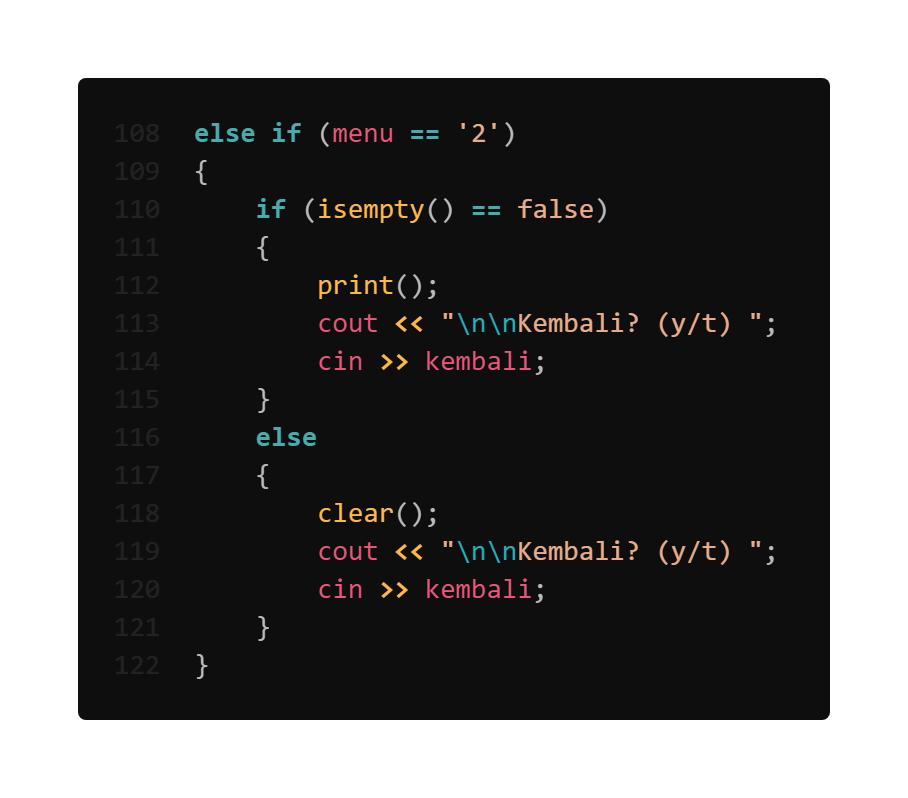 108 else if (menu == '2')
109 {
110     if (isempty() == false)
111     {
112         print();
113         cout << "\n\nKembali? (y/t) ";
114         cin >> kembali;
115     }
116     else
117     {
118         clear();
119         cout << "\n\nKembali? (y/t) ";
120         cin >> kembali;
121     }
122 }